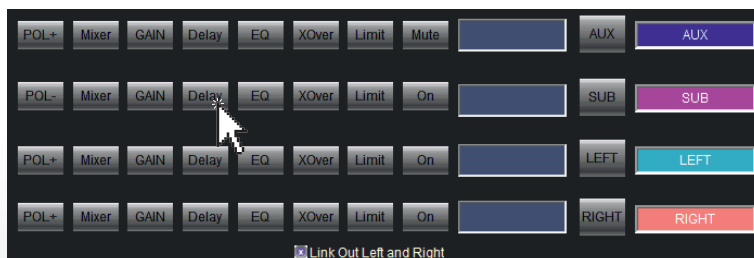 POL+ Mixer GAIN Delay EQ XOver Limit Mute AUX AUX
POL- Mixer GAIN Delay EQ XOver Limit On SUB SUB
POL+ Mixer GAIN Delay EQ XOver Limit On LEFT LEFT
POL+ Mixer GAIN Delay EQ XOver Limit On RIGHT RIGHT
x Link Out Left and Right